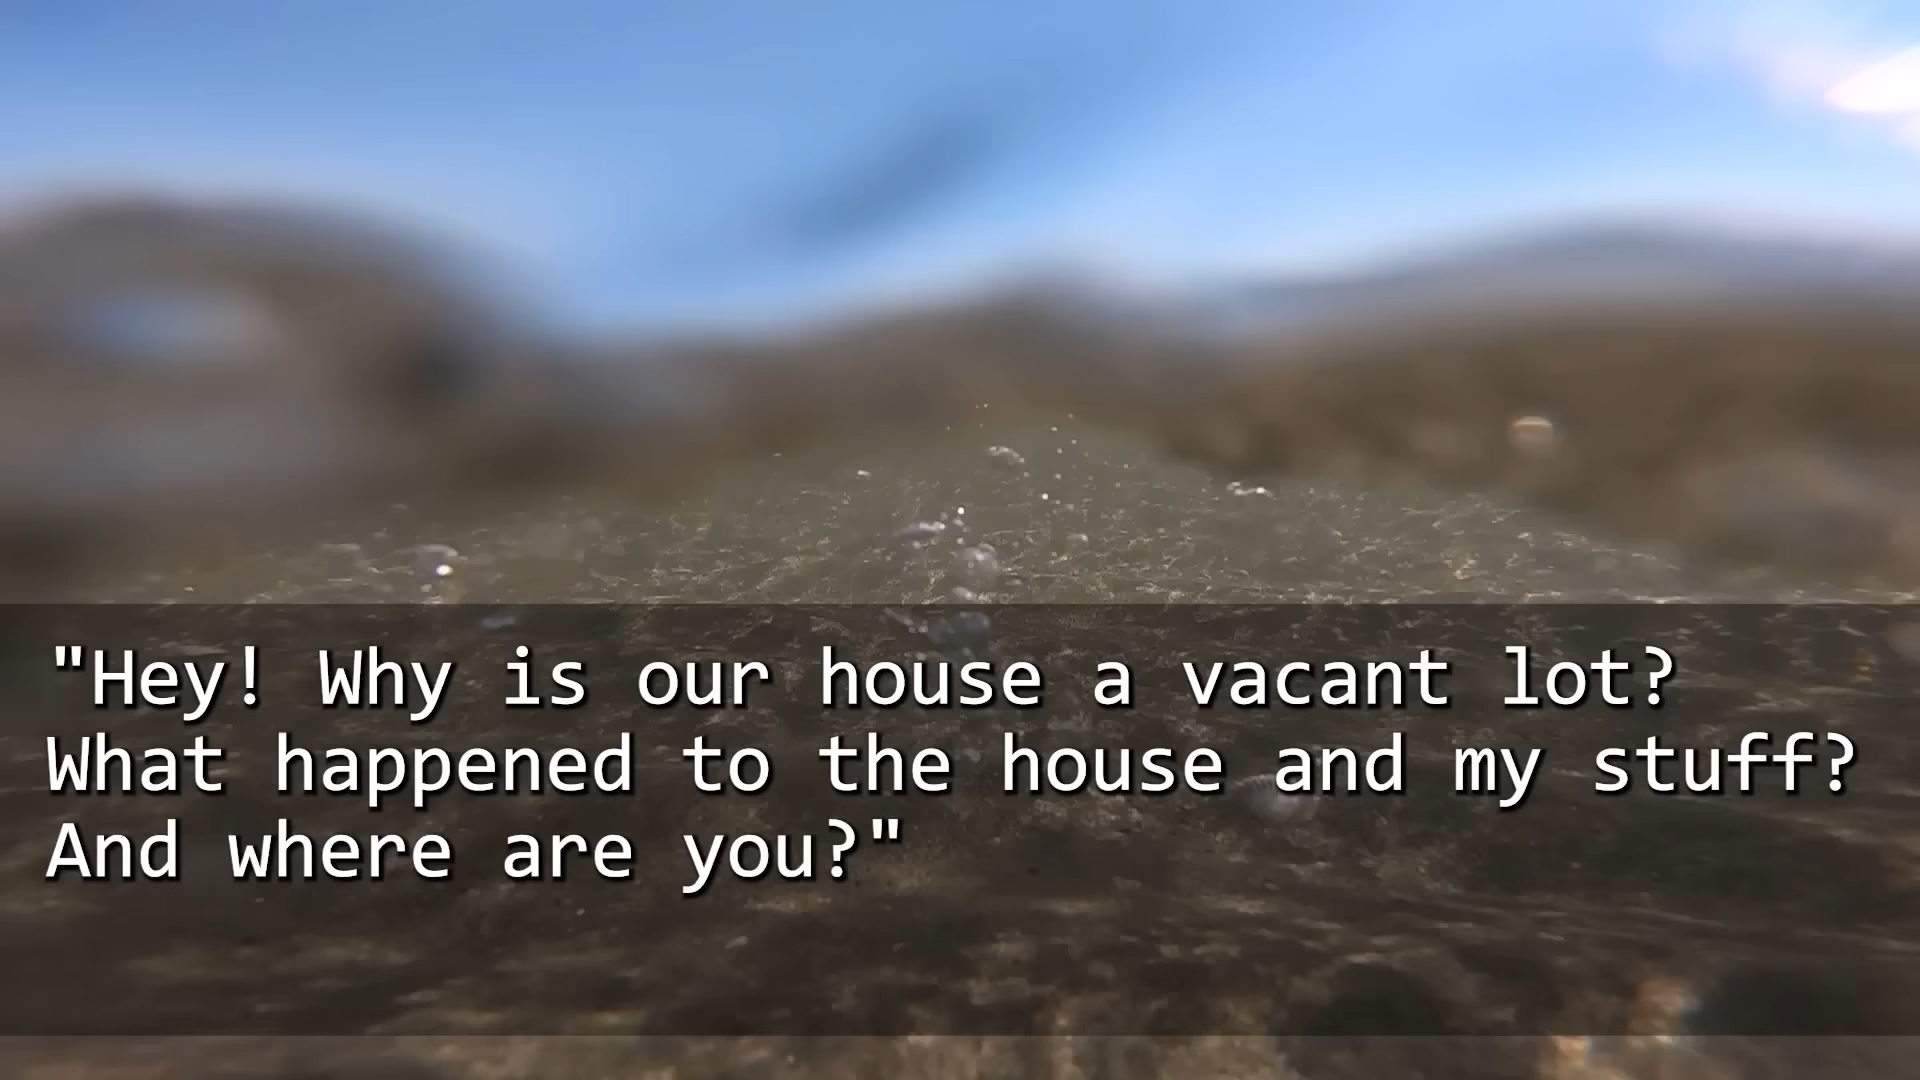 "Hey! Why is our house a vacant lot?
What happened to the house and my stuff?
And where are you?"